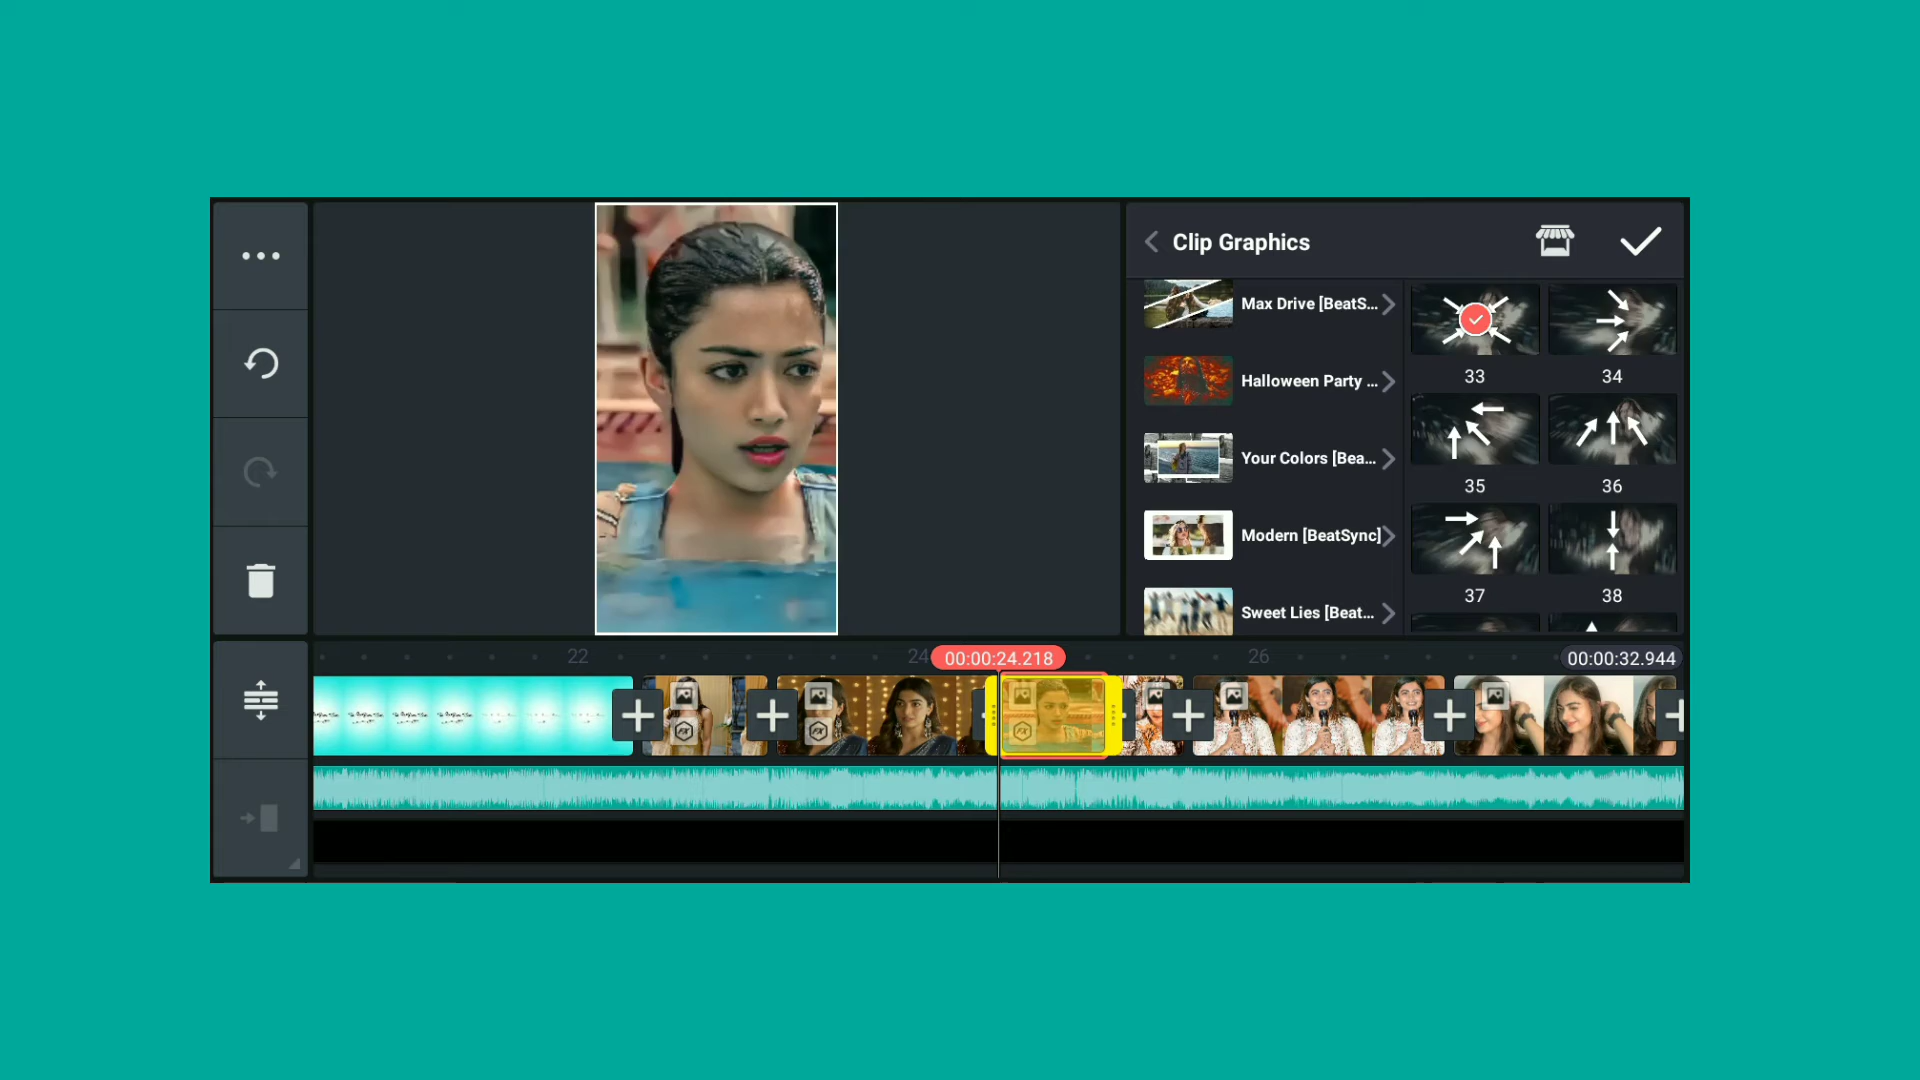 Clip Graphics
Max Drive [BeatS...
Halloween Party ...
Your Colors [Bea...
Modern [BeatSync]
Sweet Lies [Beat...
33
34
35
36
37
38
22
24
00:00:24.218
26
00:00:32.944